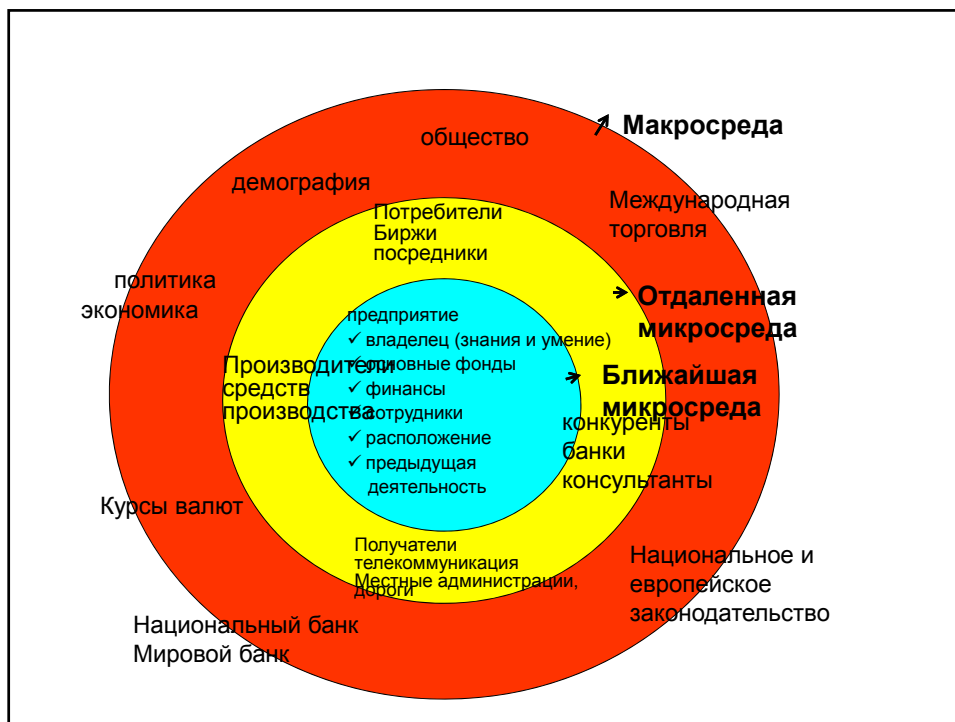 общество
Макросреда
демография
Международная
торговля
Потребители
Биржи
посредники
политика
экономика
Отдаленная
микросреда
предприятие
✓ владелец (знания и умение)
✓ основные фонды
✓ финансы
✓ сотрудники
✓ расположение
✓ предыдущая
деятельность
Производители
средств
производства
Ближайшая
микросреда
конкуренты
банки
консультанты
Курсы валют
Получатели
телекоммуникация
Местные администрации,
дороги
Национальное и
европейское
законодательство
Национальный банк
Мировой банк